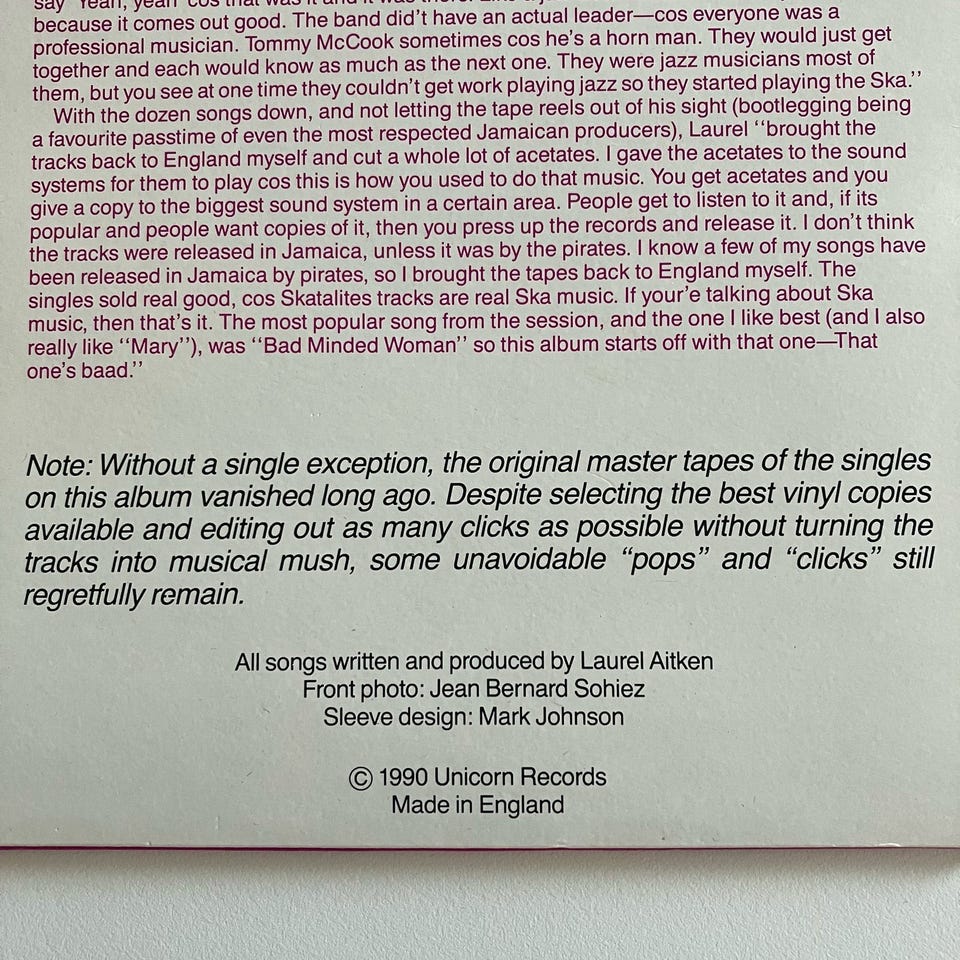 say "Yeah, yeah" cos that was it and it was there.
because it comes out good. The band did't have an actual leader—cos everyone was a
professional musician. Tommy McCook sometimes cos he's a horn man. They would just get
together and each would know as much as the next one. They were jazz musicians most of
them, but you see at one time they couldn't get work playing jazz so they started playing the Ska.''
With the dozen songs down, and not letting the tape reels out of his sight (bootlegging being
a favourite passtime of even the most respected Jamaican producers), Laurel ''brought the
tracks back to England myself and cut a whole lot of acetates. I gave the acetates to the sound
systems for them to play cos this is how you used to do that music. You get acetates and you
give a copy to the biggest sound system in a certain area. People get to listen to it and, if its
popular and people want copies of it, then you press up the records and release it. I don't think
the tracks were released in Jamaica, unless it was by the pirates. I know a few of my songs have
been released in Jamaica by pirates, so I brought the tapes back to England myself. The
singles sold real good, cos Skatalites tracks are real Ska music. If your'e talking about Ska
music, then that's it. The most popular song from the session, and the one I like best (and I also
really like ''Mary''), was ''Bad Minded Woman'' so this album starts off with that one—That
one's baad.''
Note: Without a single exception, the original master tapes of the singles
on this album vanished long ago. Despite selecting the best vinyl copies
available and editing out as many clicks as possible without turning the
tracks into musical mush, some unavoidable “pops” and “clicks” still
regretfully remain.
All songs written and produced by Laurel Aitken
Front photo: Jean Bernard Sohiez
Sleeve design: Mark Johnson
© 1990 Unicorn Records
Made in England